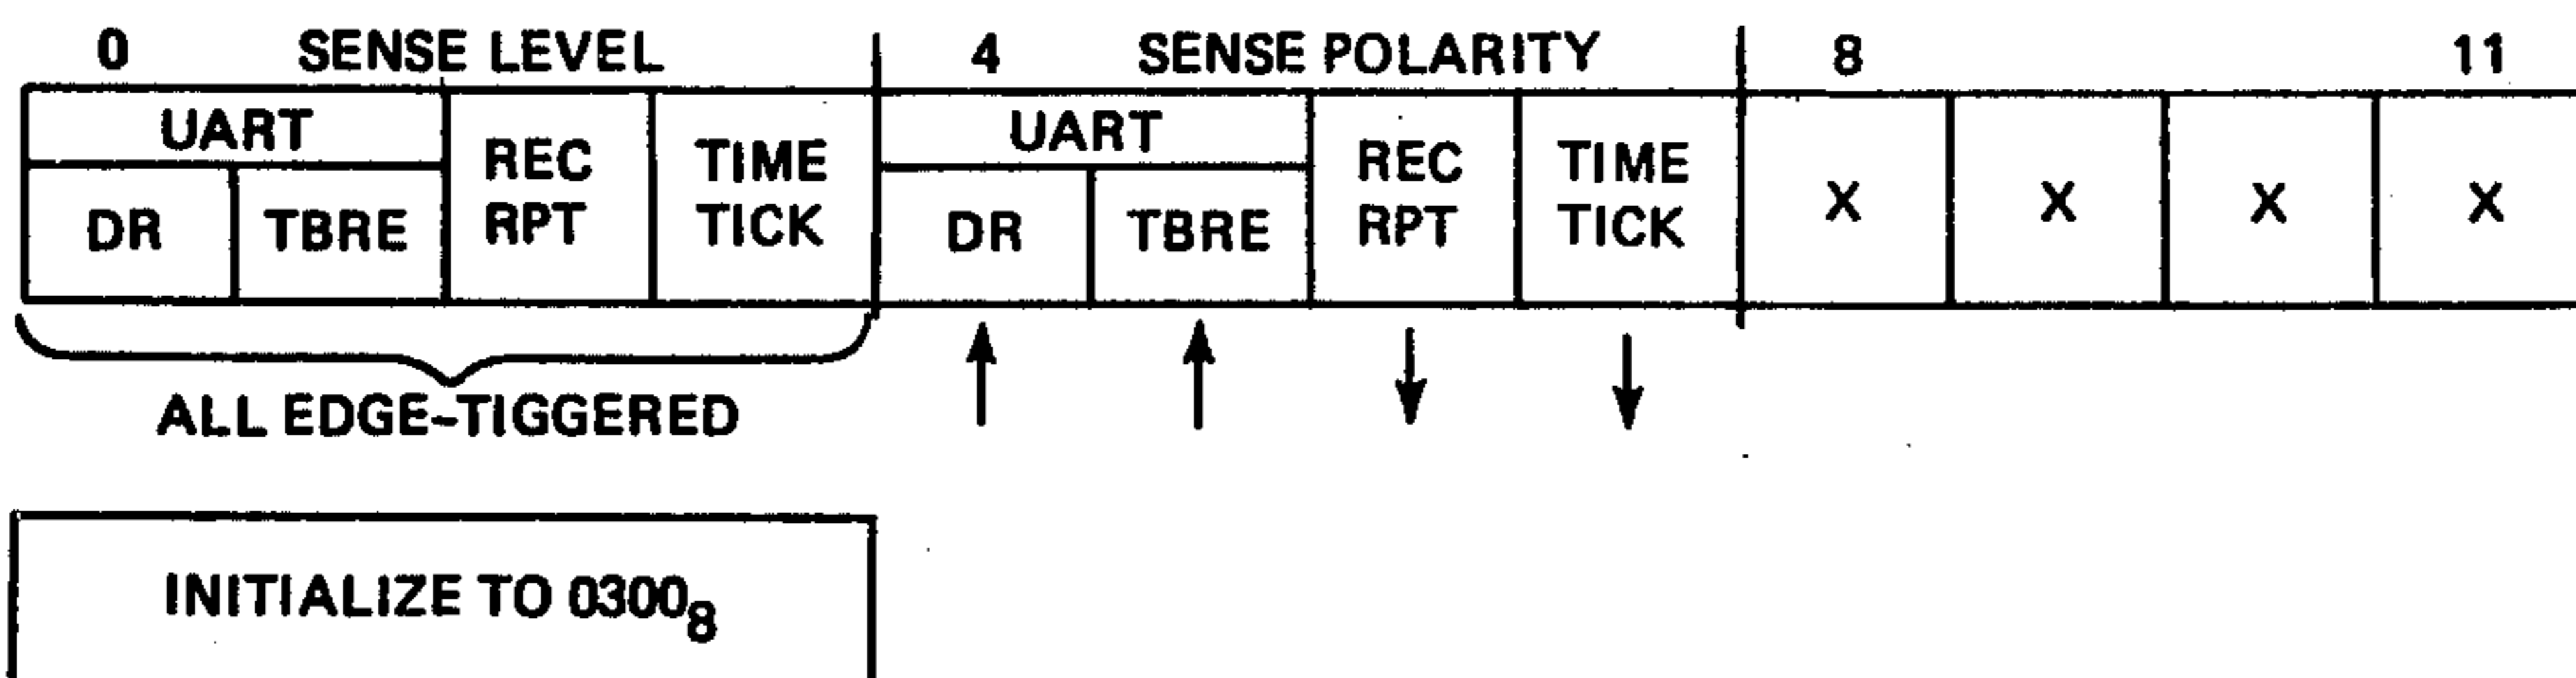 0 SENSE LEVEL 4 SENSE POLARITY 8 11
UART REC RPT TIME TICK UART REC RPT TIME TICK X X X X
DR TBRE DR TBRE
ALL EDGE-TIGGERED
INITIALIZE TO 0300₈